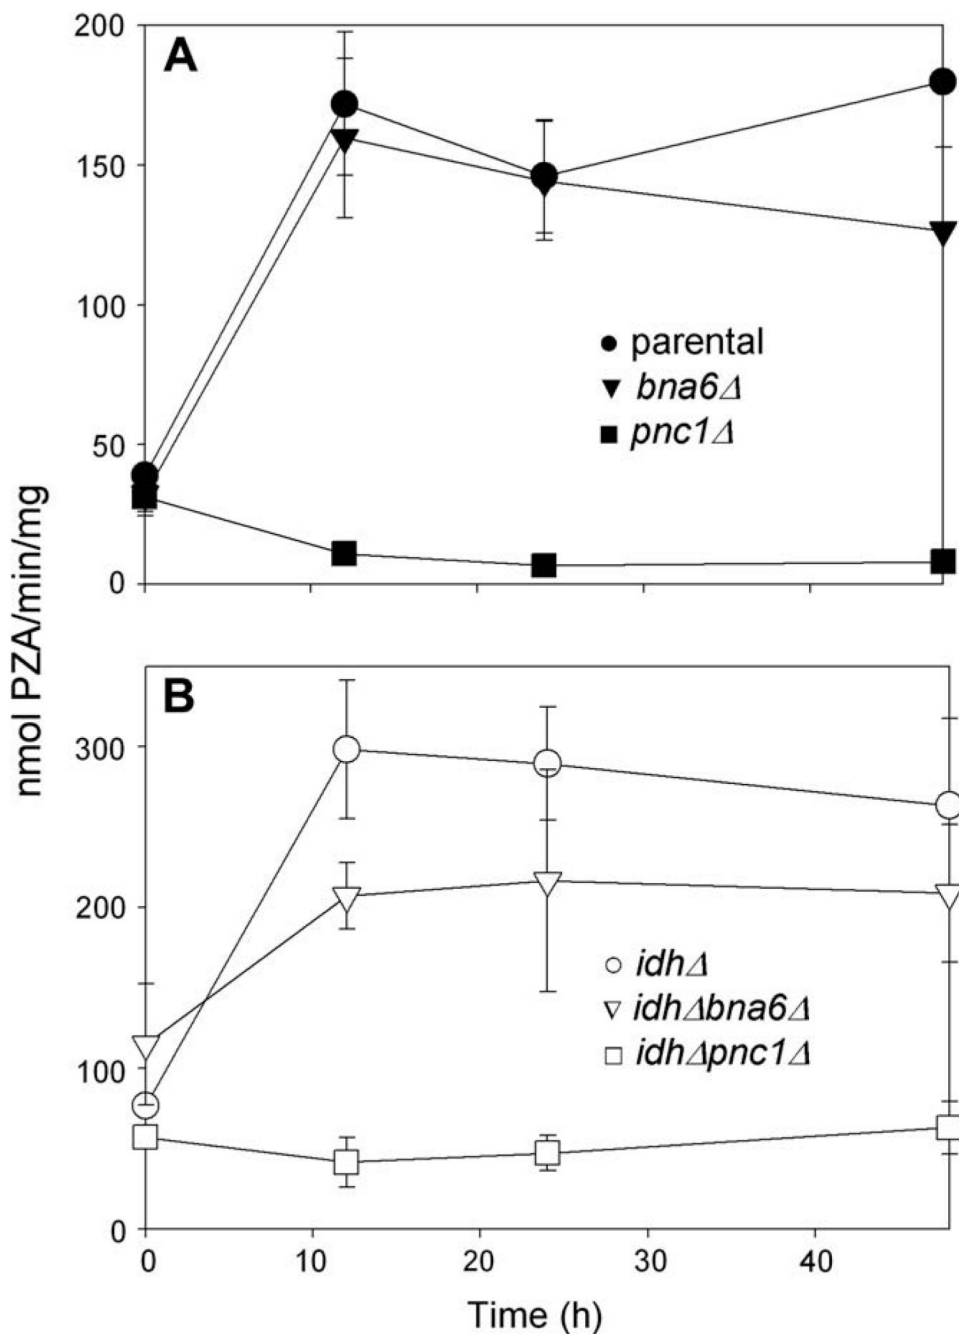 A
200
150
100
50
0
parental
bna6Δ
pnc1Δ
nmol PZA/min/mg
B
300
200
100
0
idhΔ
idhΔbna6Δ
idhΔpnc1Δ
0 10 20 30 40
Time (h)